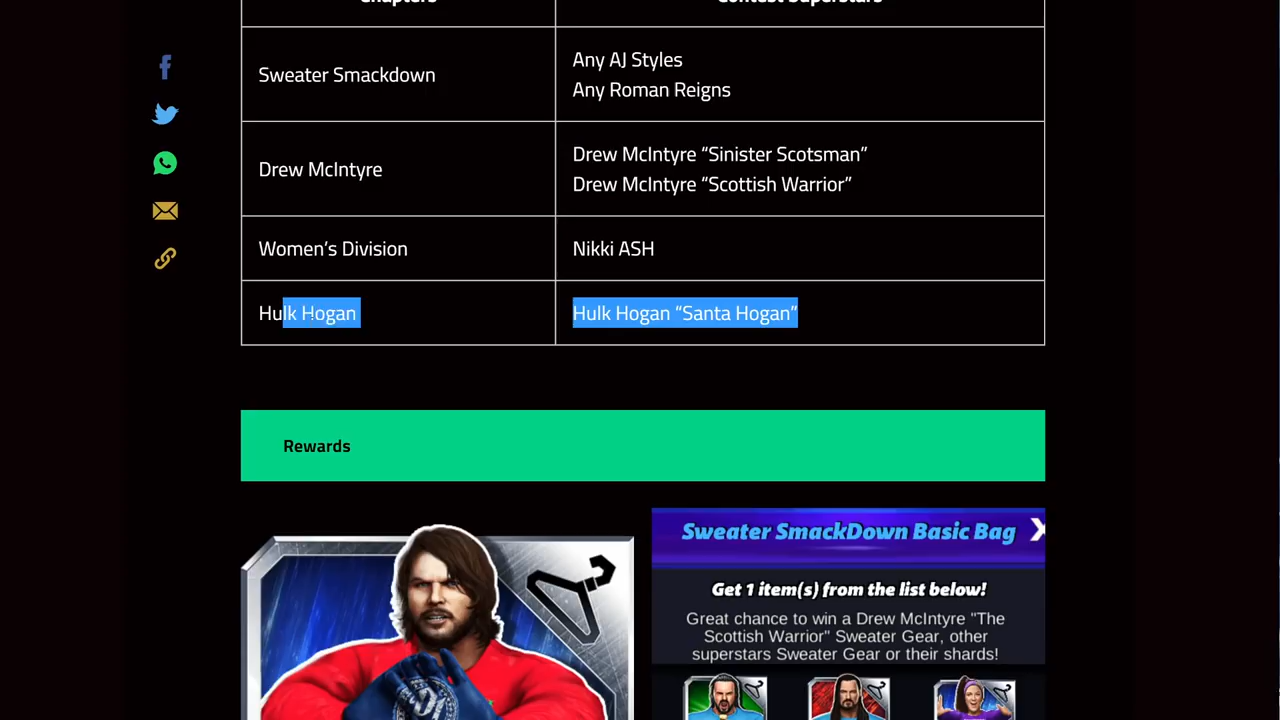 Chapters
Contest Superstars
Sweater Smackdown
Any AJ Styles
Any Roman Reigns
Drew McIntyre
Drew McIntyre “Sinister Scotsman”
Drew McIntyre “Scottish Warrior”
Women’s Division
Nikki ASH
Hulk Hogan
Hulk Hogan “Santa Hogan”
Rewards
Sweater SmackDown Basic Bag
X
Get 1 item(s) from the list below!
Great chance to win a Drew McIntyre "The
Scottish Warrior" Sweater Gear, other
superstars Sweater Gear or their shards!